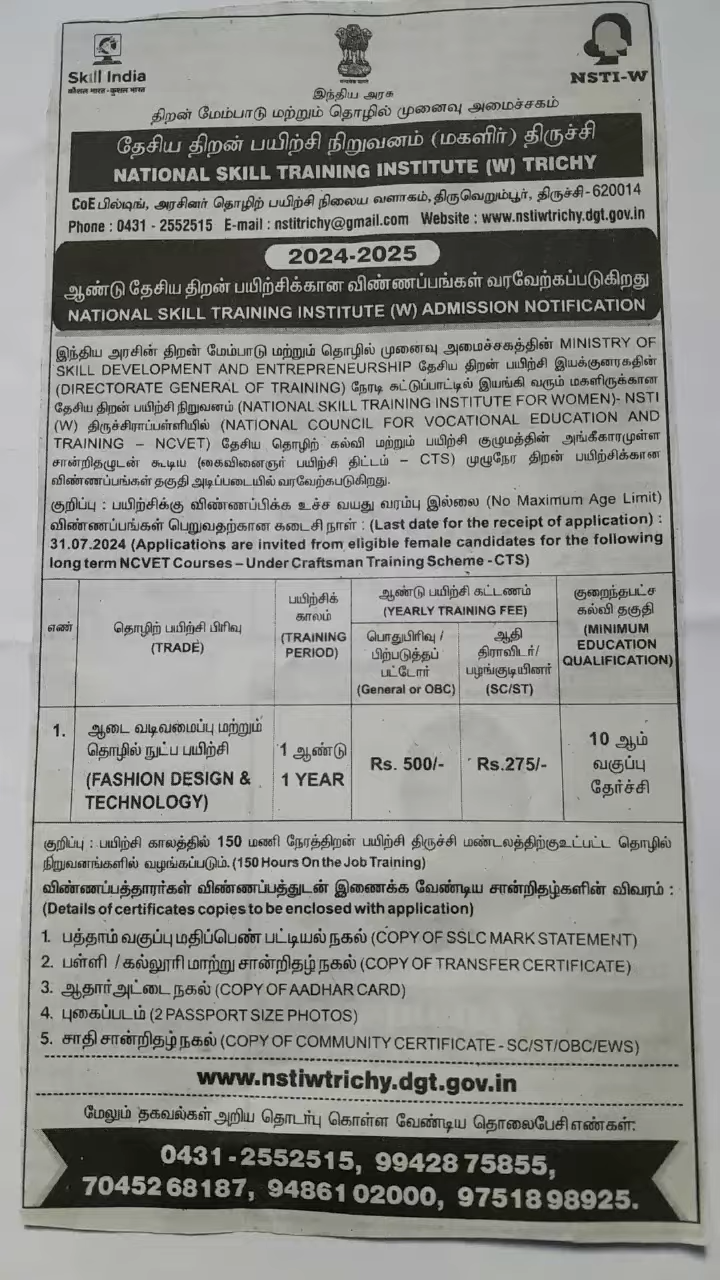 Skill India
कौशल भारत - कुशल भारत
NSTI-W
இந்திய அரசு
திறன் மேம்பாடு மற்றும் தொழில் முனைவு அமைச்சகம்
தேசிய திறன் பயிற்சி நிறுவனம் (மகளிர்) திருச்சி
NATIONAL SKILL TRAINING INSTITUTE (W) TRICHY
CoE பில்டிங், அரசினர் தொழிற் பயிற்சி நிலைய வளாகம், திருவெறும்பூர், திருச்சி - 620014
Phone : 0431 - 2552515 E-mail : nstitrichy@gmail.com Website : www.nstiwtrichy.dgt.gov.in
2024-2025
ஆண்டு தேசிய திறன் பயிற்சிக்கான விண்ணப்பங்கள் வரவேற்கப்படுகிறது
NATIONAL SKILL TRAINING INSTITUTE (W) ADMISSION NOTIFICATION
இந்திய அரசின் திறன் மேம்பாடு மற்றும் தொழில் முனைவு அமைச்சகத்தின் MINISTRY OF
SKILL DEVELOPMENT AND ENTREPRENEURSHIP தேசிய திறன் பயிற்சி இயக்குனரகதின்
(DIRECTORATE GENERAL OF TRAINING) நேரடி கட்டுப்பாட்டில் இயங்கி வரும் மகளிருக்கான
தேசிய திறன் பயிற்சி நிறுவனம் (NATIONAL SKILL TRAINING INSTITUTE FOR WOMEN)- NSTI
(W) திருச்சிராப்பள்ளியில் (NATIONAL COUNCIL FOR VOCATIONAL EDUCATION AND
TRAINING – NCVET) தேசிய தொழிற் கல்வி மற்றும் பயிற்சி குழுமத்தின் அங்கீகாரமுள்ள
சான்றிதழுடன் கூடிய (கைவினைஞர் பயிற்சி திட்டம் – CTS) முழுநேர திறன் பயிற்சிக்கான
விண்ணப்பங்கள் தகுதி அடிப்படையில் வரவேற்கபடுகிறது.
குறிப்பு : பயிற்சிக்கு விண்ணப்பிக்க உச்ச வயது வரம்பு இல்லை (No Maximum Age Limit)
விண்ணப்பங்கள் பெறுவதற்கான கடைசி நாள் : (Last date for the receipt of application) :
31.07.2024 (Applications are invited from eligible female candidates for the following
long term NCVET Courses – Under Craftsman Training Scheme - CTS)
எண்
தொழிற் பயிற்சி பிரிவு
(TRADE)
பயிற்சிக்
காலம்
(TRAINING
PERIOD)
ஆண்டு பயிற்சி கட்டணம்
(YEARLY TRAINING FEE)
பொதுபிரிவு /
பிற்படுத்தப்
பட்டோர்
(General or OBC)
ஆதி
திராவிடர்/
பழங்குடியினர்
(SC/ST)
குறைந்தபட்ச
கல்வி தகுதி
(MINIMUM
EDUCATION
QUALIFICATION)
1.
ஆடை வடிவமைப்பு மற்றும்
தொழில் நுட்ப பயிற்சி
(FASHION DESIGN &
TECHNOLOGY)
1 ஆண்டு
1 YEAR
Rs. 500/-
Rs.275/-
10 ஆம்
வகுப்பு
தேர்ச்சி
குறிப்பு : பயிற்சி காலத்தில் 150 மணி நேரத்திறன் பயிற்சி திருச்சி மண்டலத்திற்கு உட்பட்ட தொழில்
நிறுவனங்களில் வழங்கப்படும். (150 Hours On the Job Training)
விண்ணப்பத்தாரர்கள் விண்ணப்பத்துடன் இணைக்க வேண்டிய சான்றிதழ்களின் விவரம் :
(Details of certificates copies to be enclosed with application)
1. பத்தாம் வகுப்பு மதிப்பெண் பட்டியல் நகல் (COPY OF SSLC MARK STATEMENT)
2. பள்ளி / கல்லூரி மாற்று சான்றிதழ் நகல் (COPY OF TRANSFER CERTIFICATE)
3. ஆதார் அட்டை நகல் (COPY OF AADHAR CARD)
4. புகைப்படம் (2 PASSPORT SIZE PHOTOS)
5. சாதி சான்றிதழ் நகல் (COPY OF COMMUNITY CERTIFICATE - SC/ST/OBC/EWS)
www.nstiwtrichy.dgt.gov.in
மேலும் தகவல்கள் அறிய தொடர்பு கொள்ள வேண்டிய தொலைபேசி எண்கள்:
0431 - 2552515, 99428 75855,
70452 68187, 94861 02000, 97518 98925.